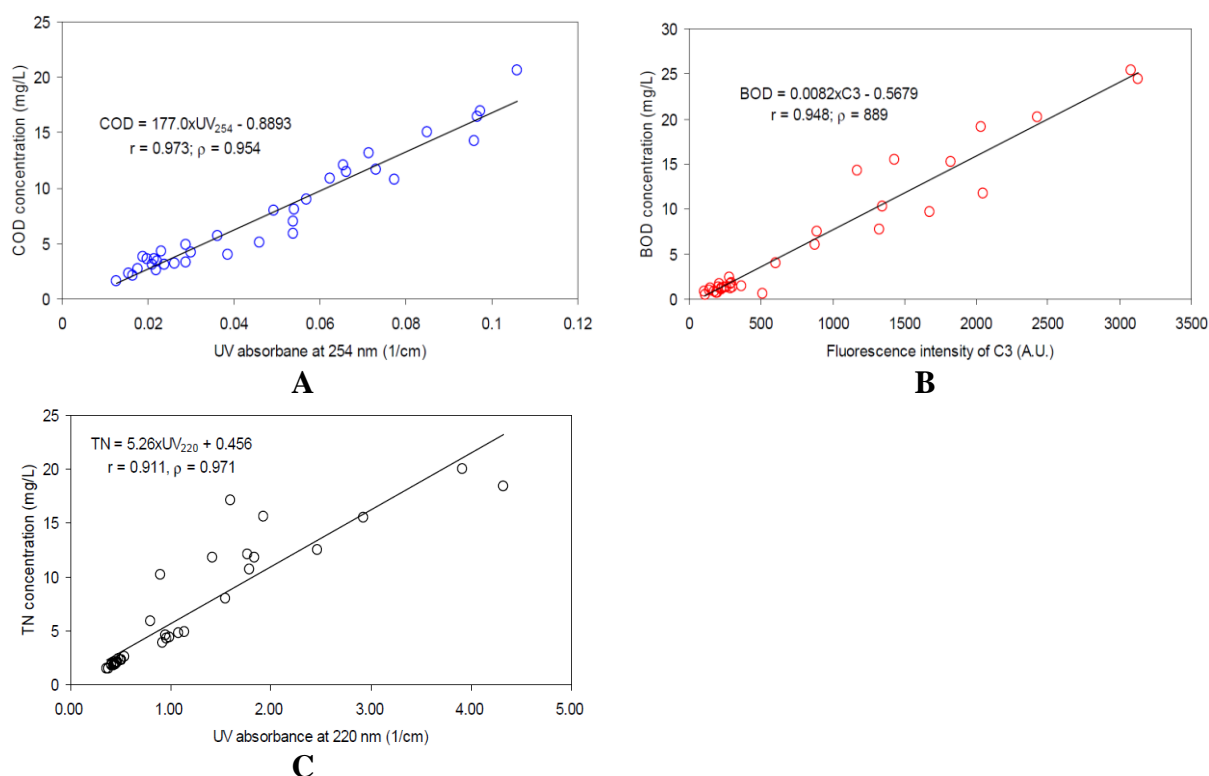 25
20
15
10
5
0
COD concentration (mg/L)
COD = 177.0xUV254 - 0.8893
r = 0.973; ρ = 0.954
0 0.02 0.04 0.06 0.08 0.1 0.12
UV absorbane at 254 nm (1/cm)
A
30
25
20
15
10
5
0
BOD concentration (mg/L)
BOD = 0.0082xC3 - 0.5679
r = 0.948; ρ = 889
0 500 1000 1500 2000 2500 3000 3500
Fluorescence intensity of C3 (A.U.)
B
25
20
15
10
5
0
TN concentration (mg/L)
TN = 5.26xUV220 + 0.456
r = 0.911, ρ = 0.971
0.00 1.00 2.00 3.00 4.00 5.00
UV absorbance at 220 nm (1/cm)
C